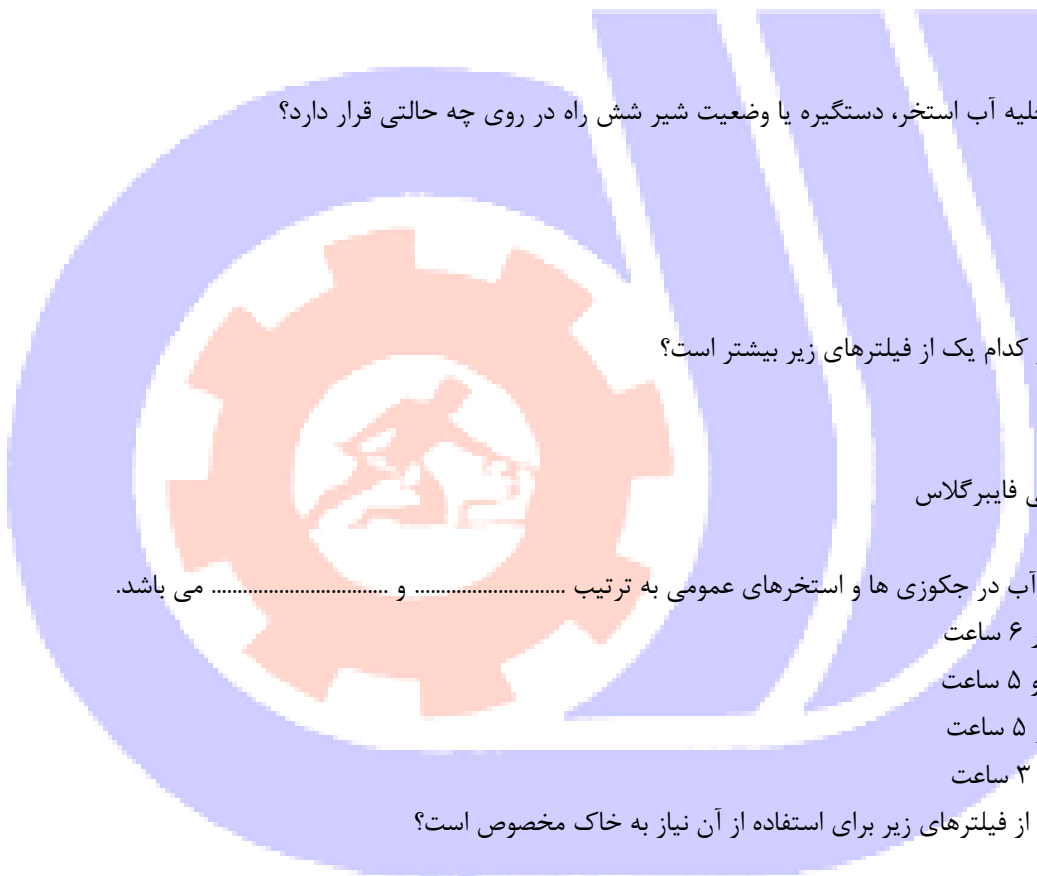 آب استخر، دستگیره یا وضعیت شیر شش راه در روی چه حالتی قرار دارد؟
کدام یک از فیلترهای زیر بیشتر است؟
فایبرگلاس
آب در جکوزی ها و استخرهای عمومی به ترتیب ............................ و ................................. می باشد.
۶ ساعت
و ۵ ساعت
۵ ساعت
۳ ساعت
از فیلترهای زیر برای استفاده از آن نیاز به خاک مخصوص است؟